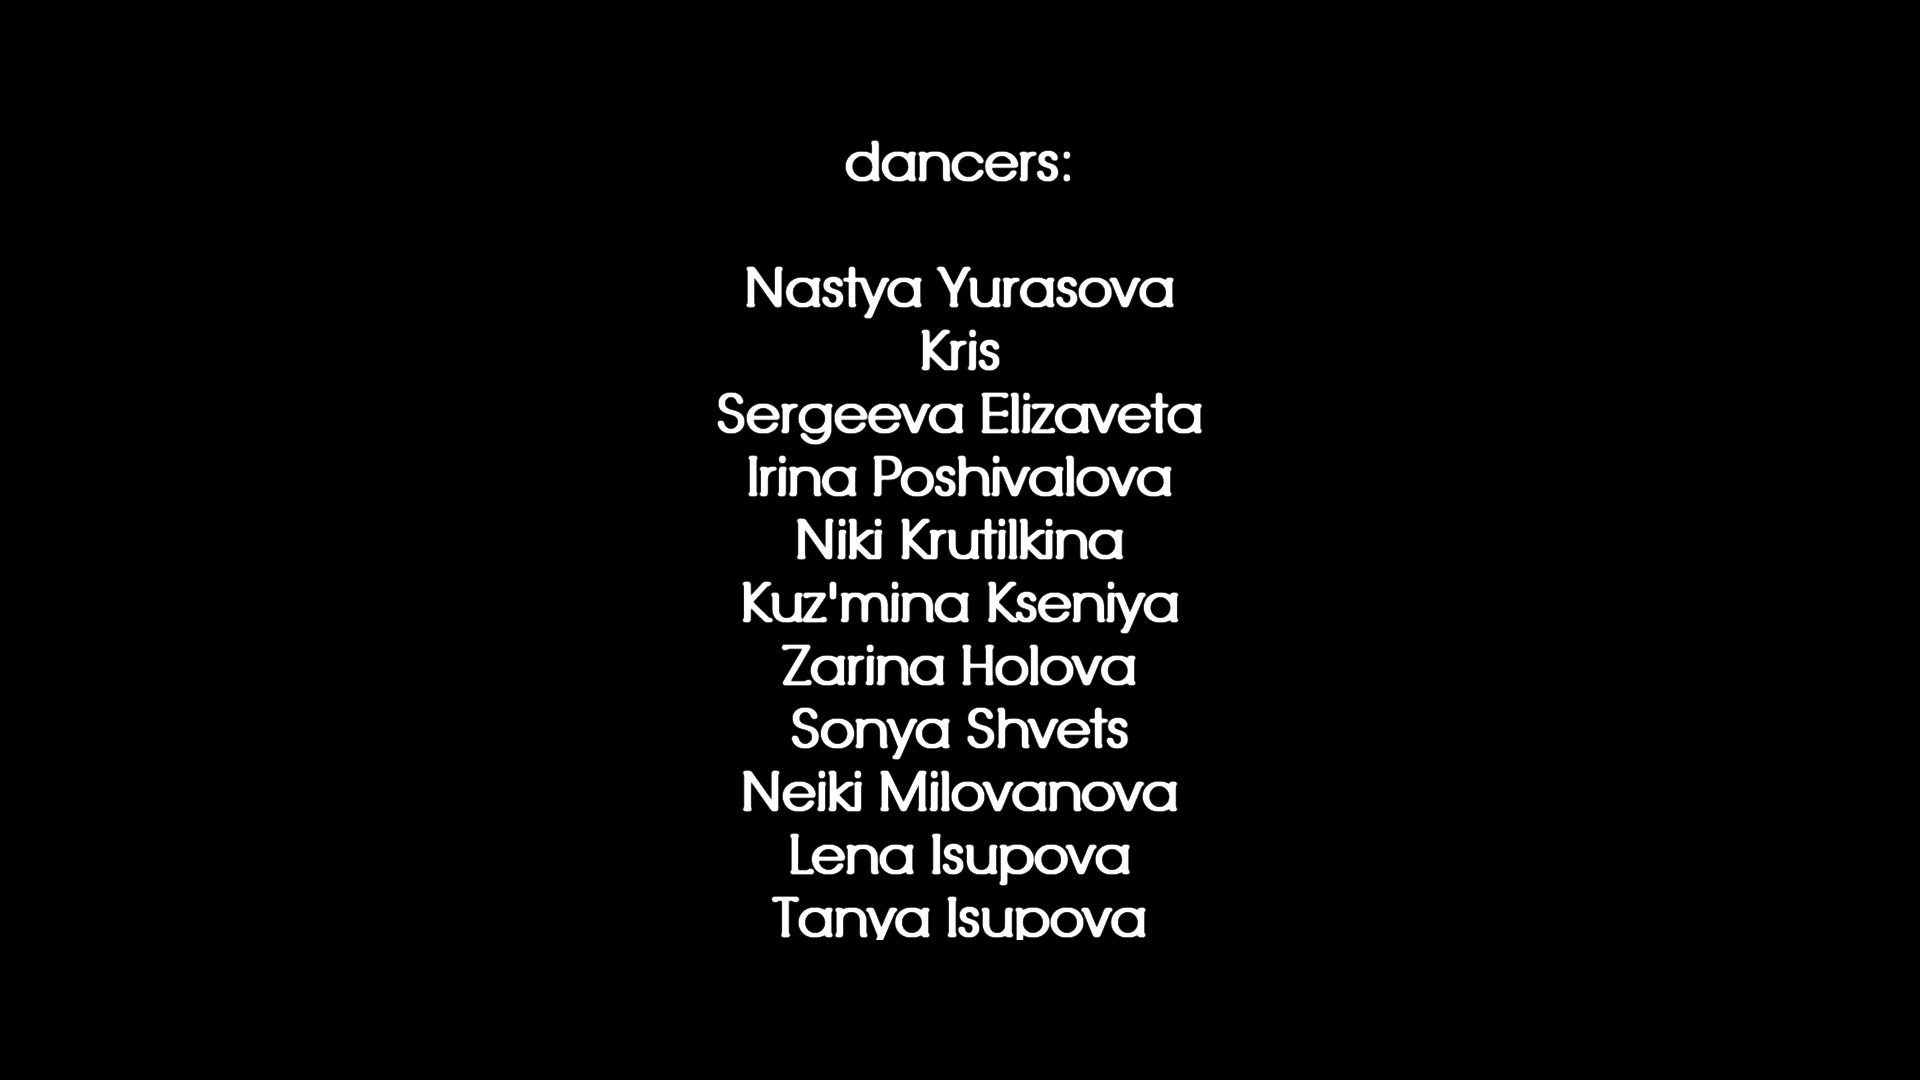 dancers:
Nastya Yurasova
Kris
Sergeeva Elizaveta
Irina Poshivalova
Niki Krutilkina
Kuz'mina Kseniya
Zarina Holova
Sonya Shvets
Neiki Milovanova
Lena Isupova
Tanya Isupova